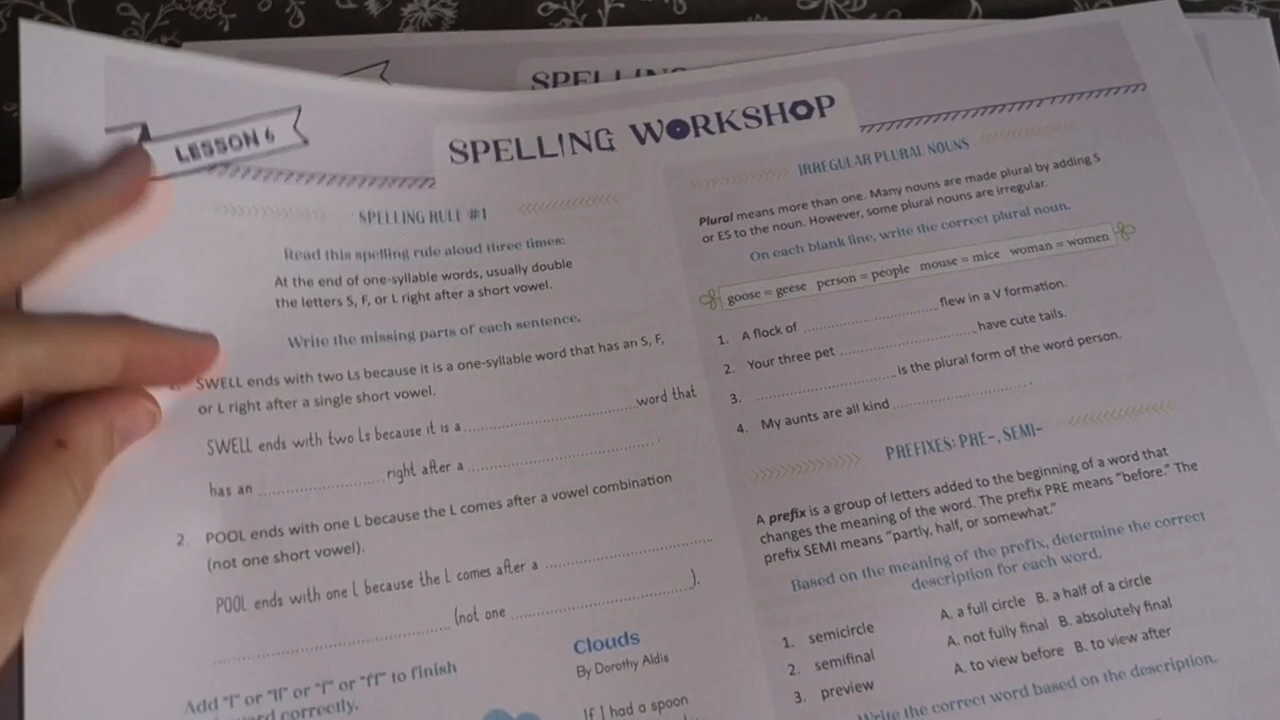 SPELLING
LESSON 6
SPELLING WORKSHOP
SPELLING RULE #1
Read this spelling rule aloud three times:
At the end of one-syllable words, usually double
the letters S, F, or L right after a short vowel.
Write the missing parts of each sentence.
SWELL ends with two Ls because it is a one-syllable word that has an S, F,
or L right after a single short vowel.
SWELL ends with two Ls because it is a ..............................word that
has an ......................right after a .................................
2. POOL ends with one L because the L comes after a vowel combination
(not one short vowel).
POOL ends with one L because the L comes after a .............................
..........................................(not one ................................).
Add "l" or "ll" or "f" or "ff" to finish
correctly.
Clouds
By Dorothy Aldis
If I had a spoon
IRREGULAR PLURAL NOUNS
Plural means more than one. Many nouns are made plural by adding S
or ES to the noun. However, some plural nouns are irregular.
On each blank line, write the correct plural noun.
goose = geese person = people mouse = mice woman = women
1. A flock of ........................flew in a V formation.
2. Your three pet ........................have cute tails.
3. ........................is the plural form of the word person.
4. My aunts are all kind ........................
PREFIXES: PRE-, SEMI-
A prefix is a group of letters added to the beginning of a word that
changes the meaning of the word. The prefix PRE means "before." The
prefix SEMI means "partly, half, or somewhat."
Based on the meaning of the prefix, determine the correct
description for each word.
1. semicircle A. a full circle B. a half of a circle
2. semifinal A. not fully final B. absolutely final
3. preview A. to view before B. to view after
Write the correct word based on the description.